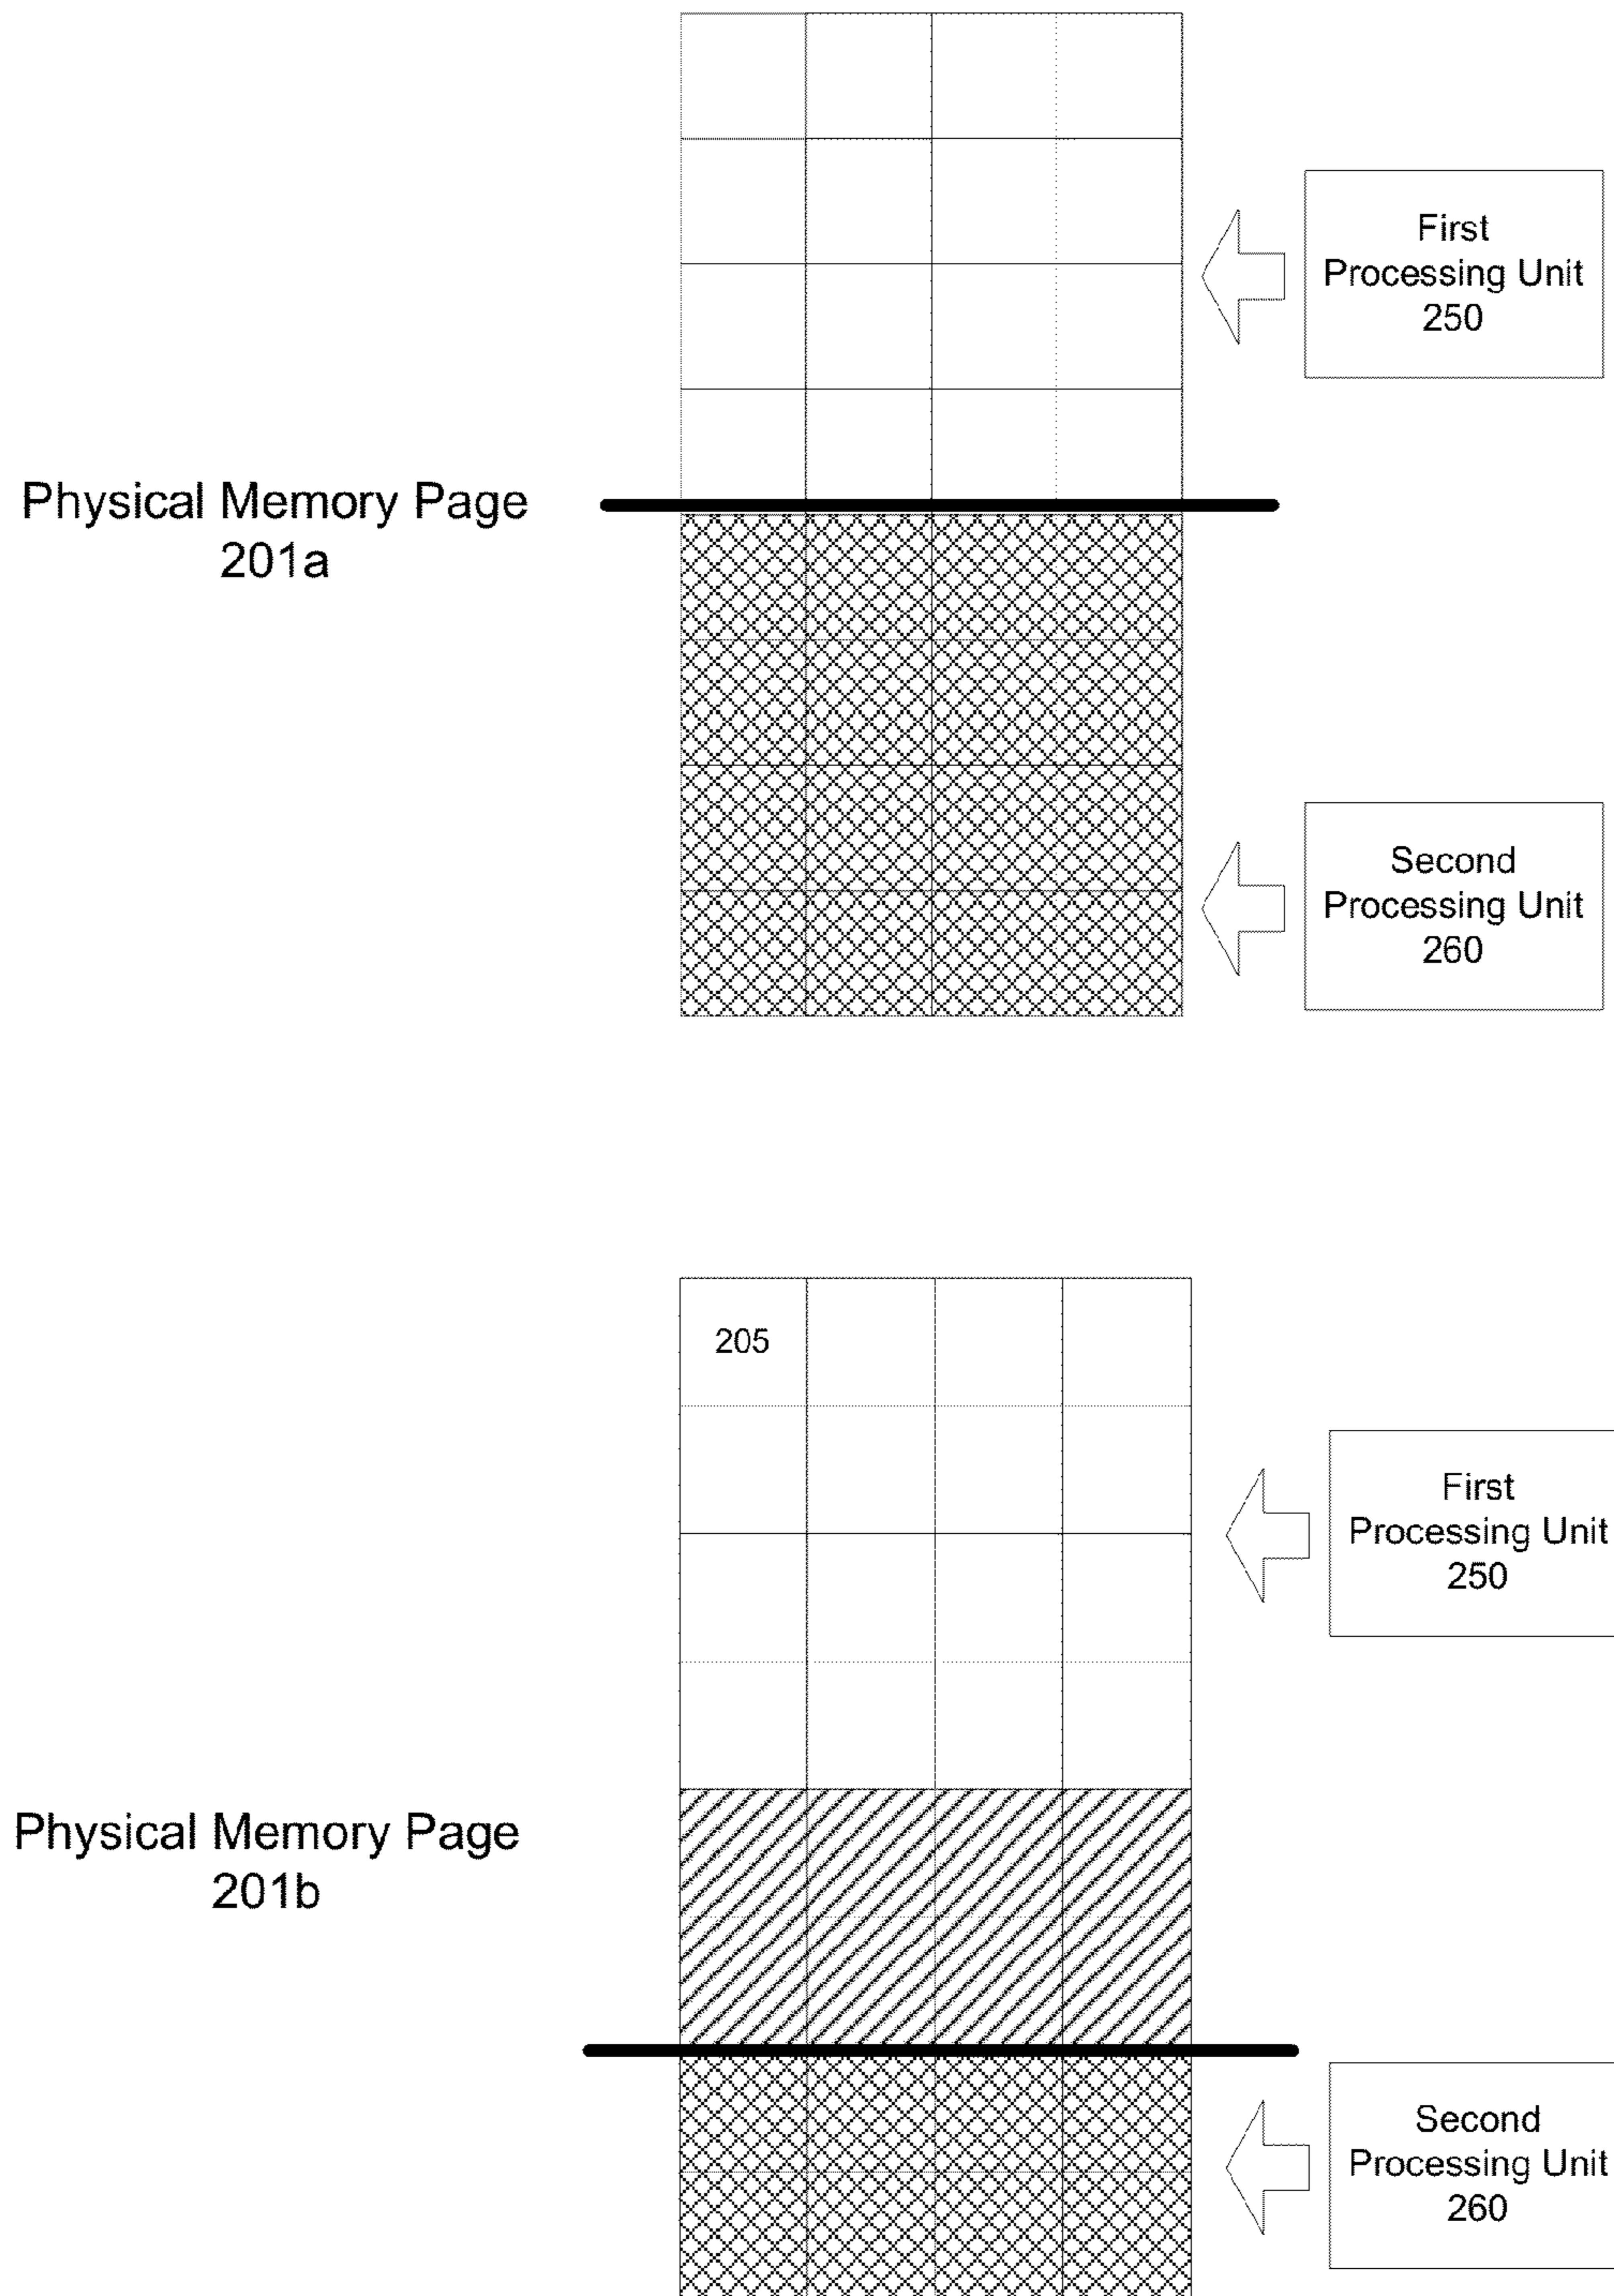 First
Processing Unit
250
Physical Memory Page
201a
Second
Processing Unit
260
205
First
Processing Unit
250
Physical Memory Page
201b
Second
Processing Unit
260